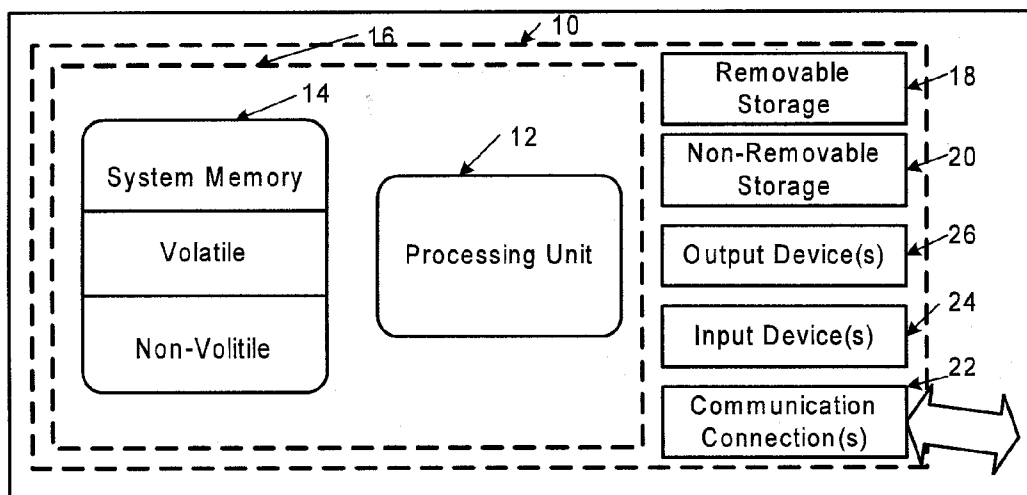 10
16
14
System Memory
Volatile
Non-Volitile
12
Processing Unit
Removable
Storage
18
Non-Removable
Storage
20
Output Device(s)
26
Input Device(s)
24
Communication
Connection(s)
22